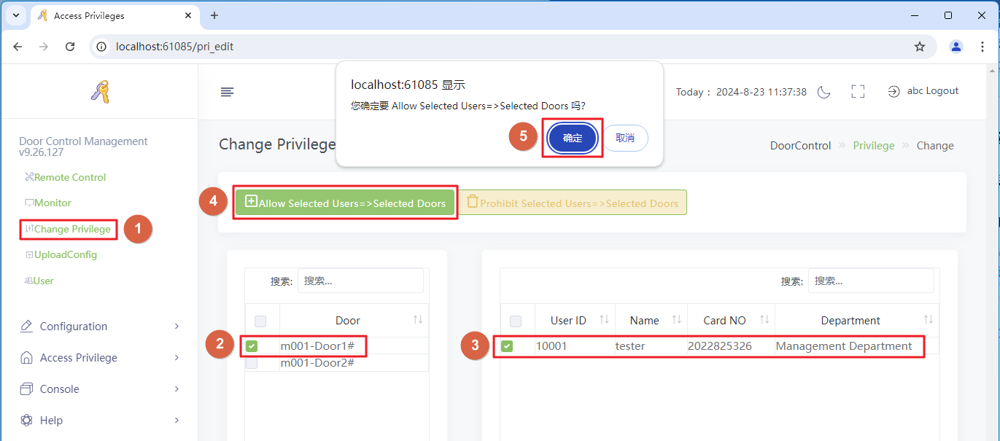 Access Privileges
localhost:61085/pri_edit
localhost:61085 显示
您确定要 Allow Selected Users=>Selected Doors 吗?
5 确定 取消
Today : 2024-8-23 11:37:38 abc Logout
Door Control Management
v9.26.127
Remote Control
Monitor
Change Privilege 1
UploadConfig
User
Configuration
Access Privilege
Console
Help
Change Privilege
DoorControl » Privilege » Change
4 Allow Selected Users=>Selected Doors Prohibit Selected Users=>Selected Doors
搜索: 搜索...
Door
2 m001-Door1#
m001-Door2#
搜索: 搜索...
User ID Name Card NO Department
3 10001 tester 2022825326 Management Department